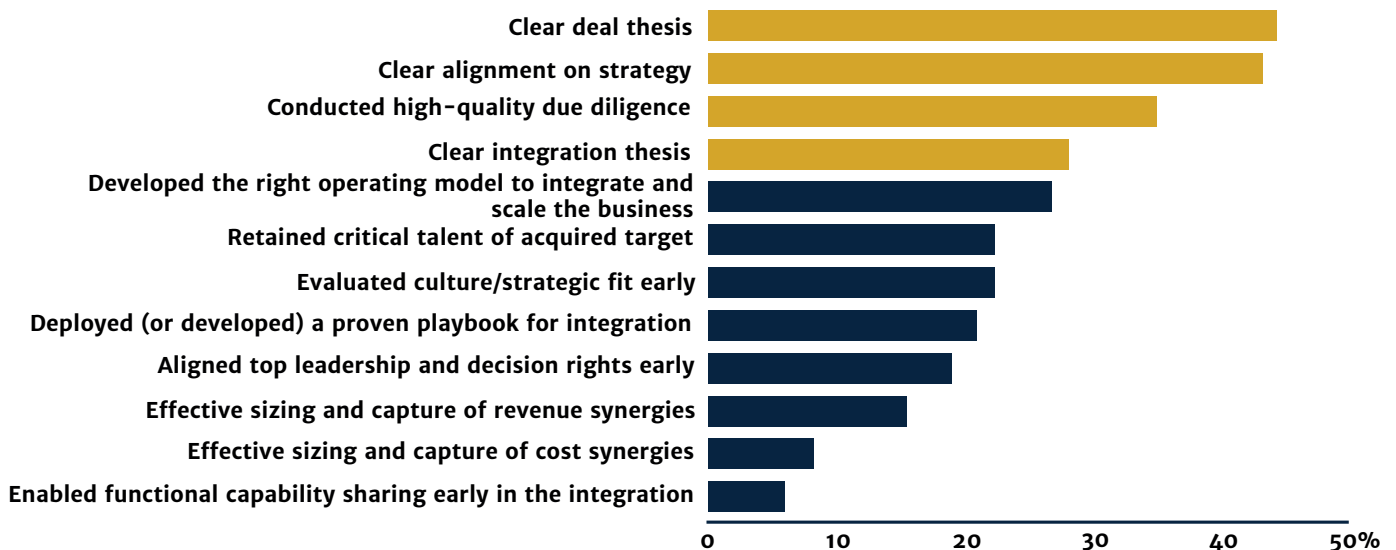 Clear deal thesis
Clear alignment on strategy
Conducted high-quality due diligence
Clear integration thesis
Developed the right operating model to integrate and
scale the business
Retained critical talent of acquired target
Evaluated culture/strategic fit early
Deployed (or developed) a proven playbook for integration
Aligned top leadership and decision rights early
Effective sizing and capture of revenue synergies
Effective sizing and capture of cost synergies
Enabled functional capability sharing early in the integration
0 10 20 30 40 50%